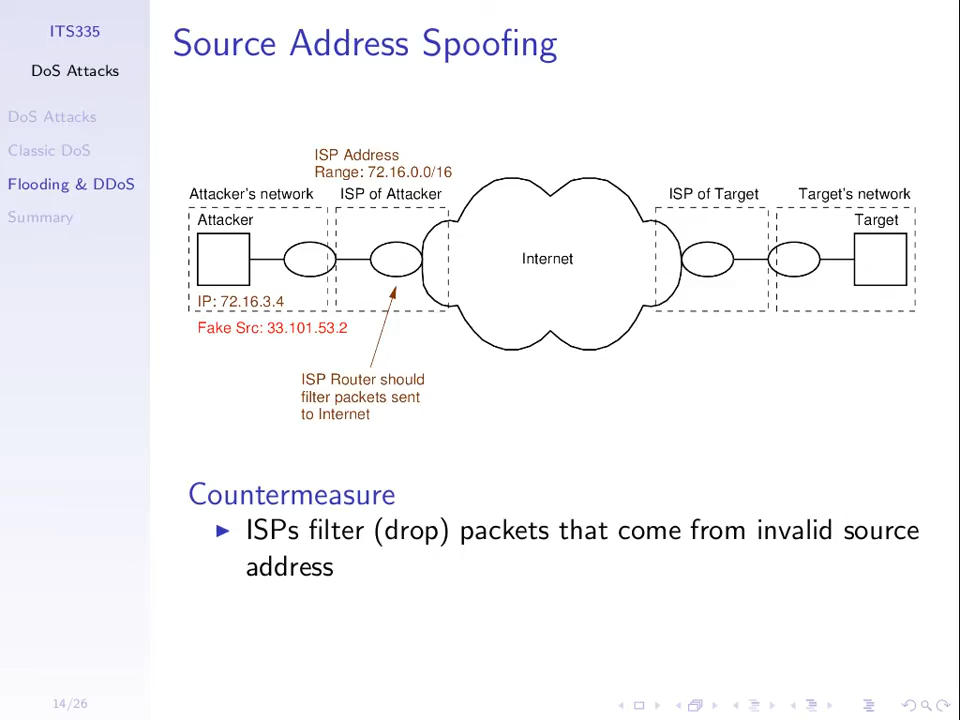 ITS335
DoS Attacks
DoS Attacks
Classic DoS
Flooding & DDoS
Summary
Source Address Spoofing
ISP Address
Range: 72.16.0.0/16
Attacker's network
ISP of Attacker
ISP of Target
Target's network
Attacker
Target
Internet
IP: 72.16.3.4
Fake Src: 33.101.53.2
ISP Router should
filter packets sent
to Internet
Countermeasure
ISPs filter (drop) packets that come from invalid source
address
14/26